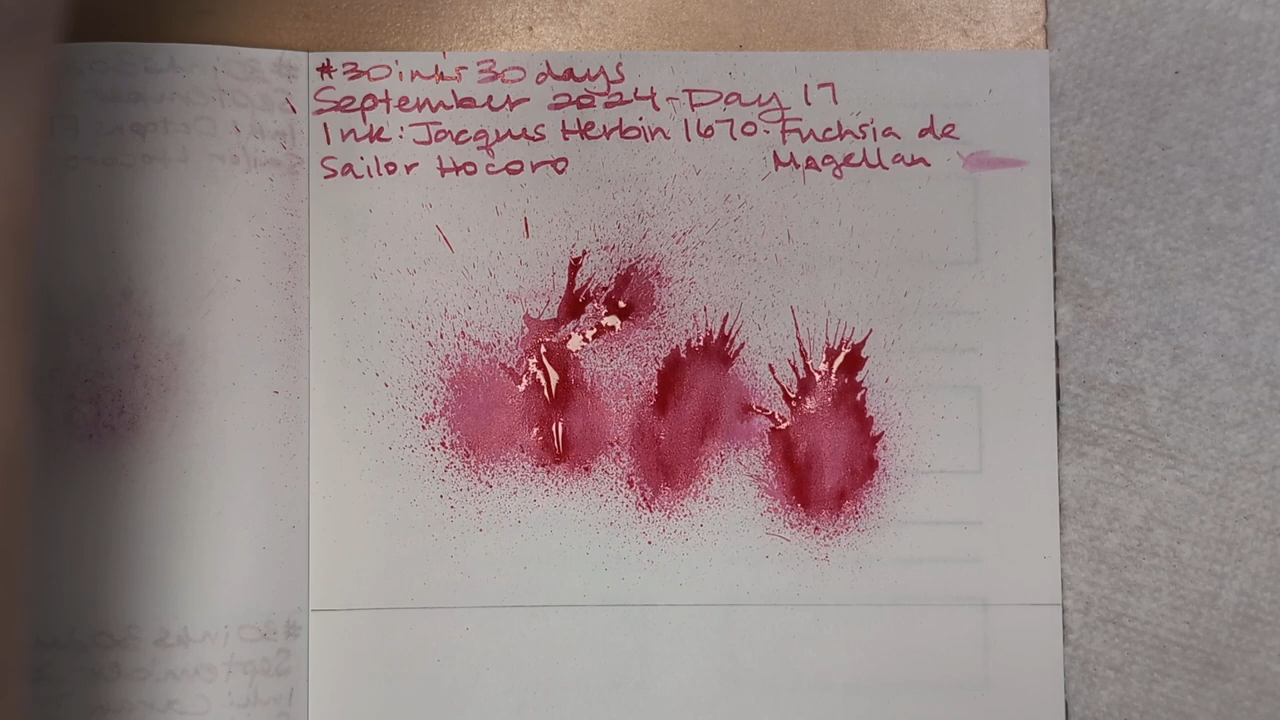 #30inks30days
September 2024-Day 17
Ink: Jacques Herbin 1670-Fuchsia de
Magellan
Sailor Hocoro